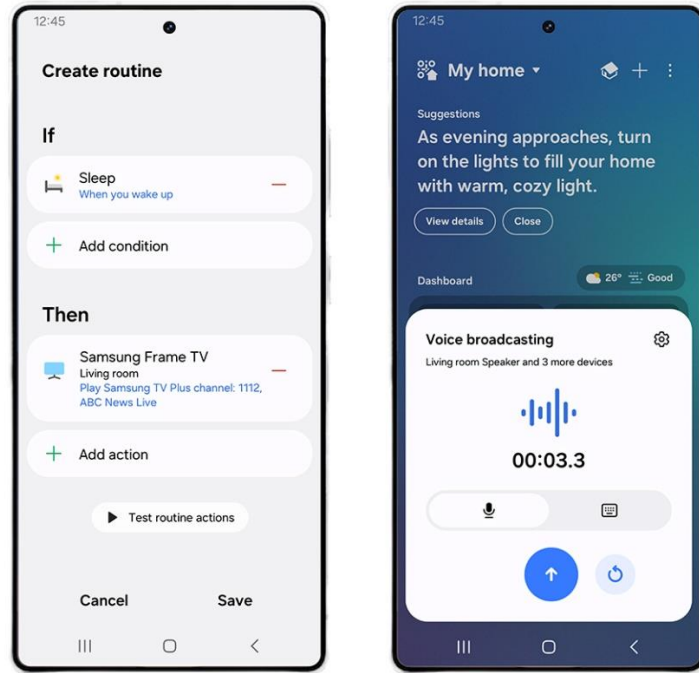 12:45
Create routine
If
Sleep
When you wake up
Add condition
Then
Samsung Frame TV
Living room
Play Samsung TV Plus channel: 1112,
ABC News Live
Add action
Test routine actions
Cancel
Save
12:45
My home
Suggestions
As evening approaches, turn
on the lights to fill your home
with warm, cozy light.
View details
Close
Dashboard
26° Good
Voice broadcasting
Living room Speaker and 3 more devices
00:03.3